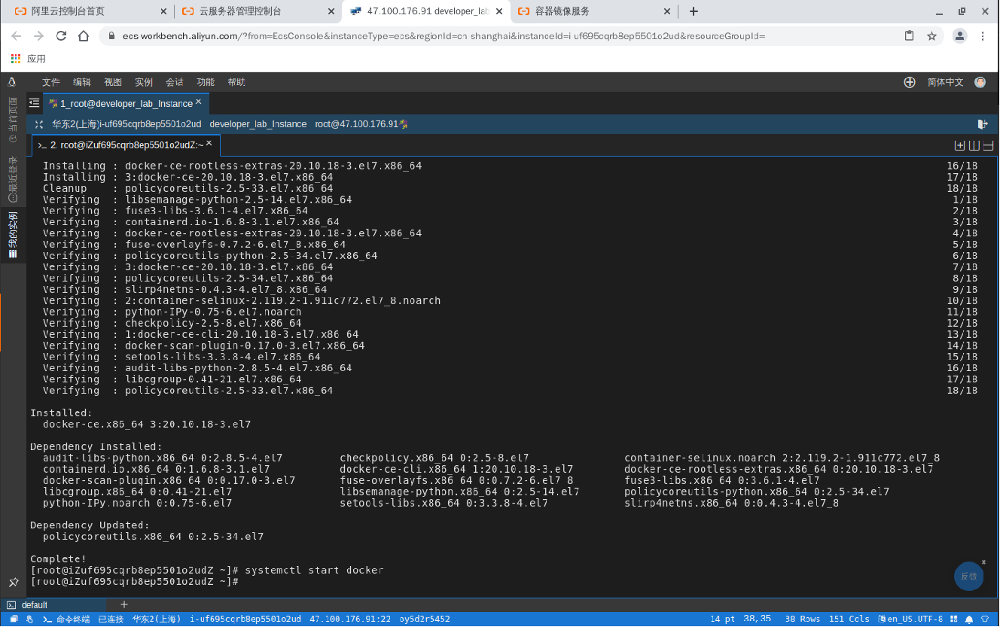 阿里云控制台首页 云服务器管理控制台 47.100.176.91 developer_lab 容器镜像服务
ecs workbench.aliyun.com/?from=EcsConsole&instanceType=ecs&regionId=cn shanghai&instanceId=i uf695cqrb8ep5501o2ud&resourceGroupId=
应用
文件 编辑 视图 实例 会话 功能 帮助 简体中文
当前页面
最近登录
我的实例
1_root@developer_lab_Instance
华东2(上海)i-uf695cqrb8ep5501o2ud developer_lab_Instance root@47.100.176.91
>_ 2. root@iZuf695cqrb8ep5501o2udZ:~
Installing : docker-ce-rootless-extras-20.10.18-3.el7.x86_64 16/18
Installing : 3:docker-ce-20.10.18-3.el7.x86_64 17/18
Cleanup : policycoreutils-2.5-33.el7.x86_64 18/18
Verifying : libsemanage-python-2.5-14.el7.x86_64 1/18
Verifying : fuse3-libs-3.6.1-4.el7.x86_64 2/18
Verifying : containerd.io-1.6.8-3.1.el7.x86_64 3/18
Verifying : docker-ce-rootless-extras-20.10.18-3.el7.x86_64 4/18
Verifying : fuse-overlayfs-0.7.2-6.el7_8.x86_64 5/18
Verifying : policycoreutils-python-2.5-34.el7.x86_64 6/18
Verifying : 3:docker-ce-20.10.18-3.el7.x86_64 7/18
Verifying : policycoreutils-2.5-34.el7.x86_64 8/18
Verifying : slirp4netns-0.4.3-4.el7_8.x86_64 9/18
Verifying : 2:container-selinux-2.119.2-1.911c772.el7_8.noarch 10/18
Verifying : python-IPy-0.75-6.el7.noarch 11/18
Verifying : checkpolicy-2.5-8.el7.x86_64 12/18
Verifying : 1:docker-ce-cli-20.10.18-3.el7.x86_64 13/18
Verifying : docker-scan-plugin-0.17.0-3.el7.x86_64 14/18
Verifying : setools-libs-3.3.8-4.el7.x86_64 15/18
Verifying : audit-libs-python-2.8.5-4.el7.x86_64 16/18
Verifying : libcgroup-0.41-21.el7.x86_64 17/18
Verifying : policycoreutils-2.5-33.el7.x86_64 18/18
Installed:
docker-ce.x86_64 3:20.10.18-3.el7
Dependency Installed:
audit-libs-python.x86_64 0:2.8.5-4.el7 checkpolicy.x86_64 0:2.5-8.el7 container-selinux.noarch 2:2.119.2-1.911c772.el7_8
containerd.io.x86_64 0:1.6.8-3.1.el7 docker-ce-cli.x86_64 1:20.10.18-3.el7 docker-ce-rootless-extras.x86_64 0:20.10.18-3.el7
docker-scan-plugin.x86_64 0:0.17.0-3.el7 fuse-overlayfs.x86_64 0:0.7.2-6.el7_8 fuse3-libs.x86_64 0:3.6.1-4.el7
libcgroup.x86_64 0:0.41-21.el7 libsemanage-python.x86_64 0:2.5-14.el7 policycoreutils-python.x86_64 0:2.5-34.el7
python-IPy.noarch 0:0.75-6.el7 setools-libs.x86_64 0:3.3.8-4.el7 slirp4netns.x86_64 0:0.4.3-4.el7_8
Dependency Updated:
policycoreutils.x86_64 0:2.5-34.el7
Complete!
[root@iZuf695cqrb8ep5501o2udZ ~]# systemctl start docker
[root@iZuf695cqrb8ep5501o2udZ ~]#
反馈
default
命令终端 已连接 华东2(上海) i-uf695cqrb8ep5501o2ud 47.100.176.91:22 oy5d2r5452 14 pt 38,35 38 Rows 151 Cols en_US.UTF-8